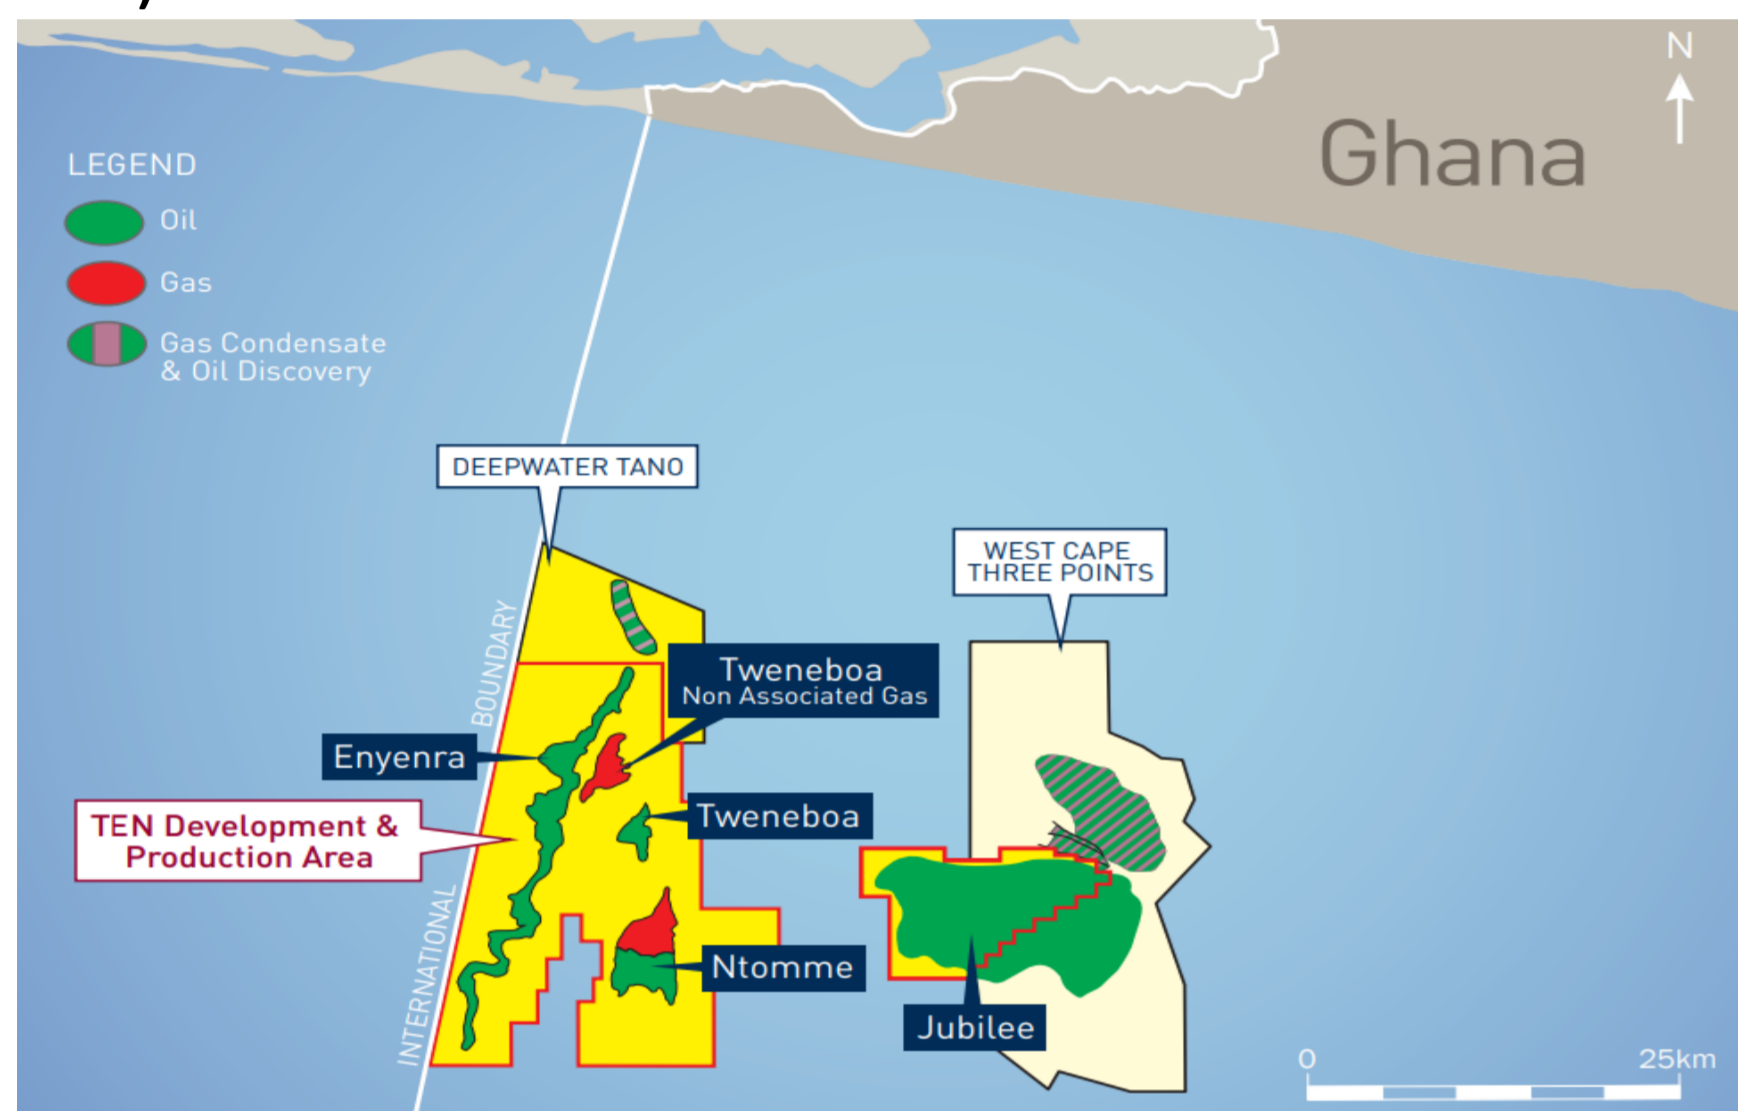 N
Ghana
LEGEND
Oil
Gas
Gas Condensate
& Oil Discovery
DEEPWATER TANO
WEST CAPE
THREE POINTS
Tweneboa
Non Associated Gas
Enyenra
Tweneboa
TEN Development &
Production Area
Ntomme
Jubilee
INTERNATIONAL BOUNDARY
0 25km